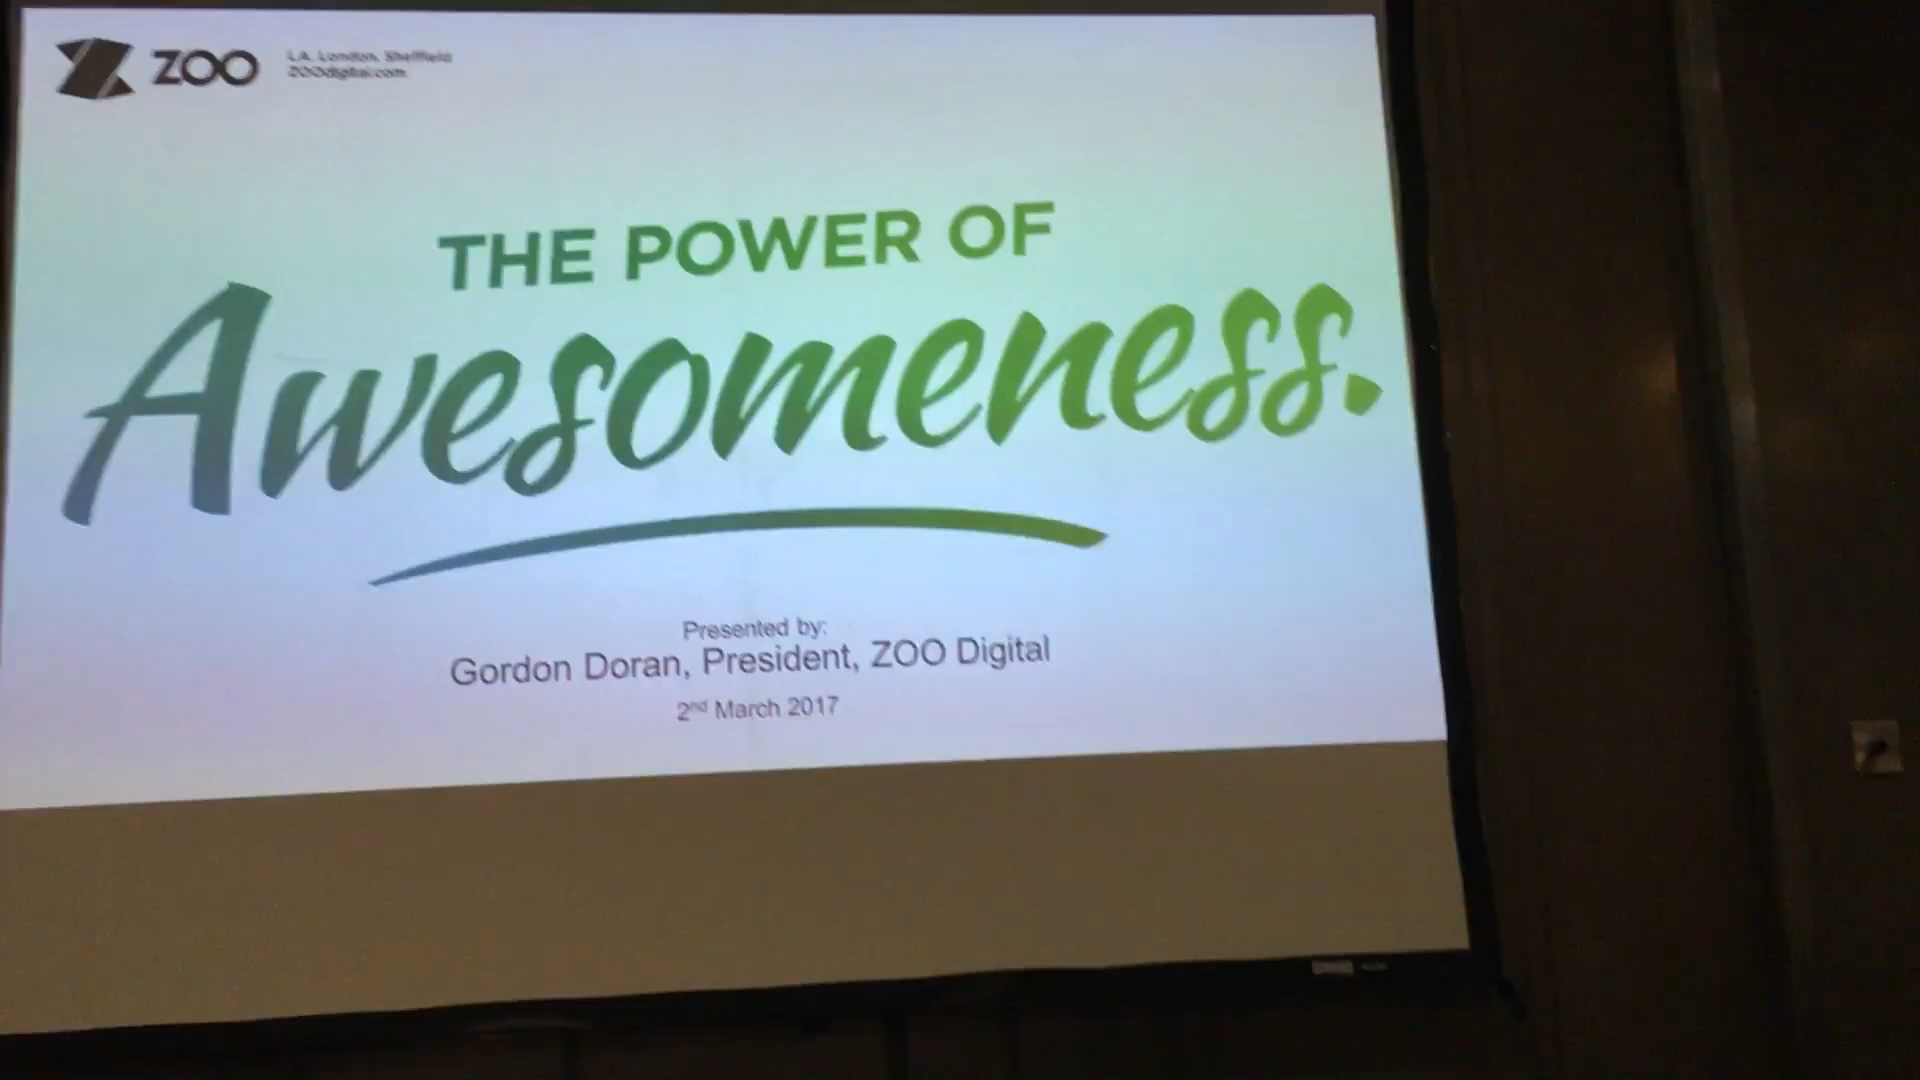 ZOO
L.A. London, Sheffield
ZOOdigital.com
THE POWER OF
Awesomeness.
Presented by:
Gordon Doran, President, ZOO Digital
2nd March 2017